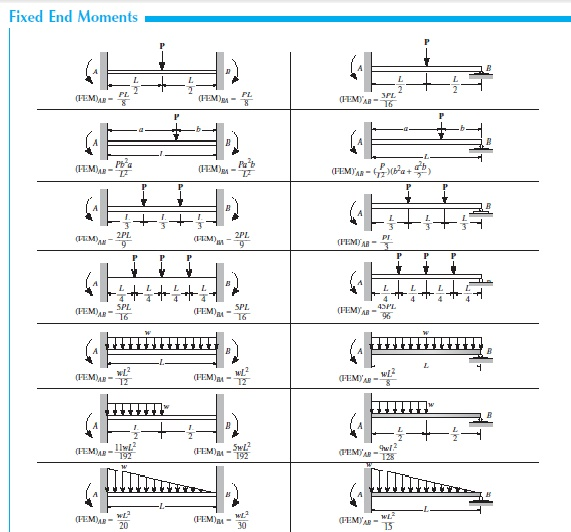 Fixed End Moments
P P
A B A B
L/2 L/2 L/2 L/2
(FEM)AB = PL/8 (FEM)BA = PL/8 (FEM)'AB = 3PL/16
P P
a b a b
A B A B
L L
(FEM)AB = Pb²a/L² (FEM)BA = Pa²b/L² (FEM)'AB = (P/L²)(b²a + a²b/2)
P P P P
A B A B
L/3 L/3 L/3 L/3 L/3 L/3
(FEM)AB = 2PL/9 (FEM)BA = 2PL/9 (FEM)'AB = PL/3
P P P P P P
A B A B
L/4 L/4 L/4 L/4 L/4 L/4 L/4 L/4
(FEM)AB = 5PL/16 (FEM)BA = 5PL/16 (FEM)'AB = 45PL/96
w w
A B A B
L L
(FEM)AB = wL²/12 (FEM)BA = wL²/12 (FEM)'AB = wL²/8
w w
A B A B
L/2 L/2 L/2 L/2
(FEM)AB = 11wL²/192 (FEM)BA = 5wL²/192 (FEM)'AB = 9wL²/128
w w
A B A B
L L
(FEM)AB = wL²/20 (FEM)BA = wL²/30 (FEM)'AB = wL²/15